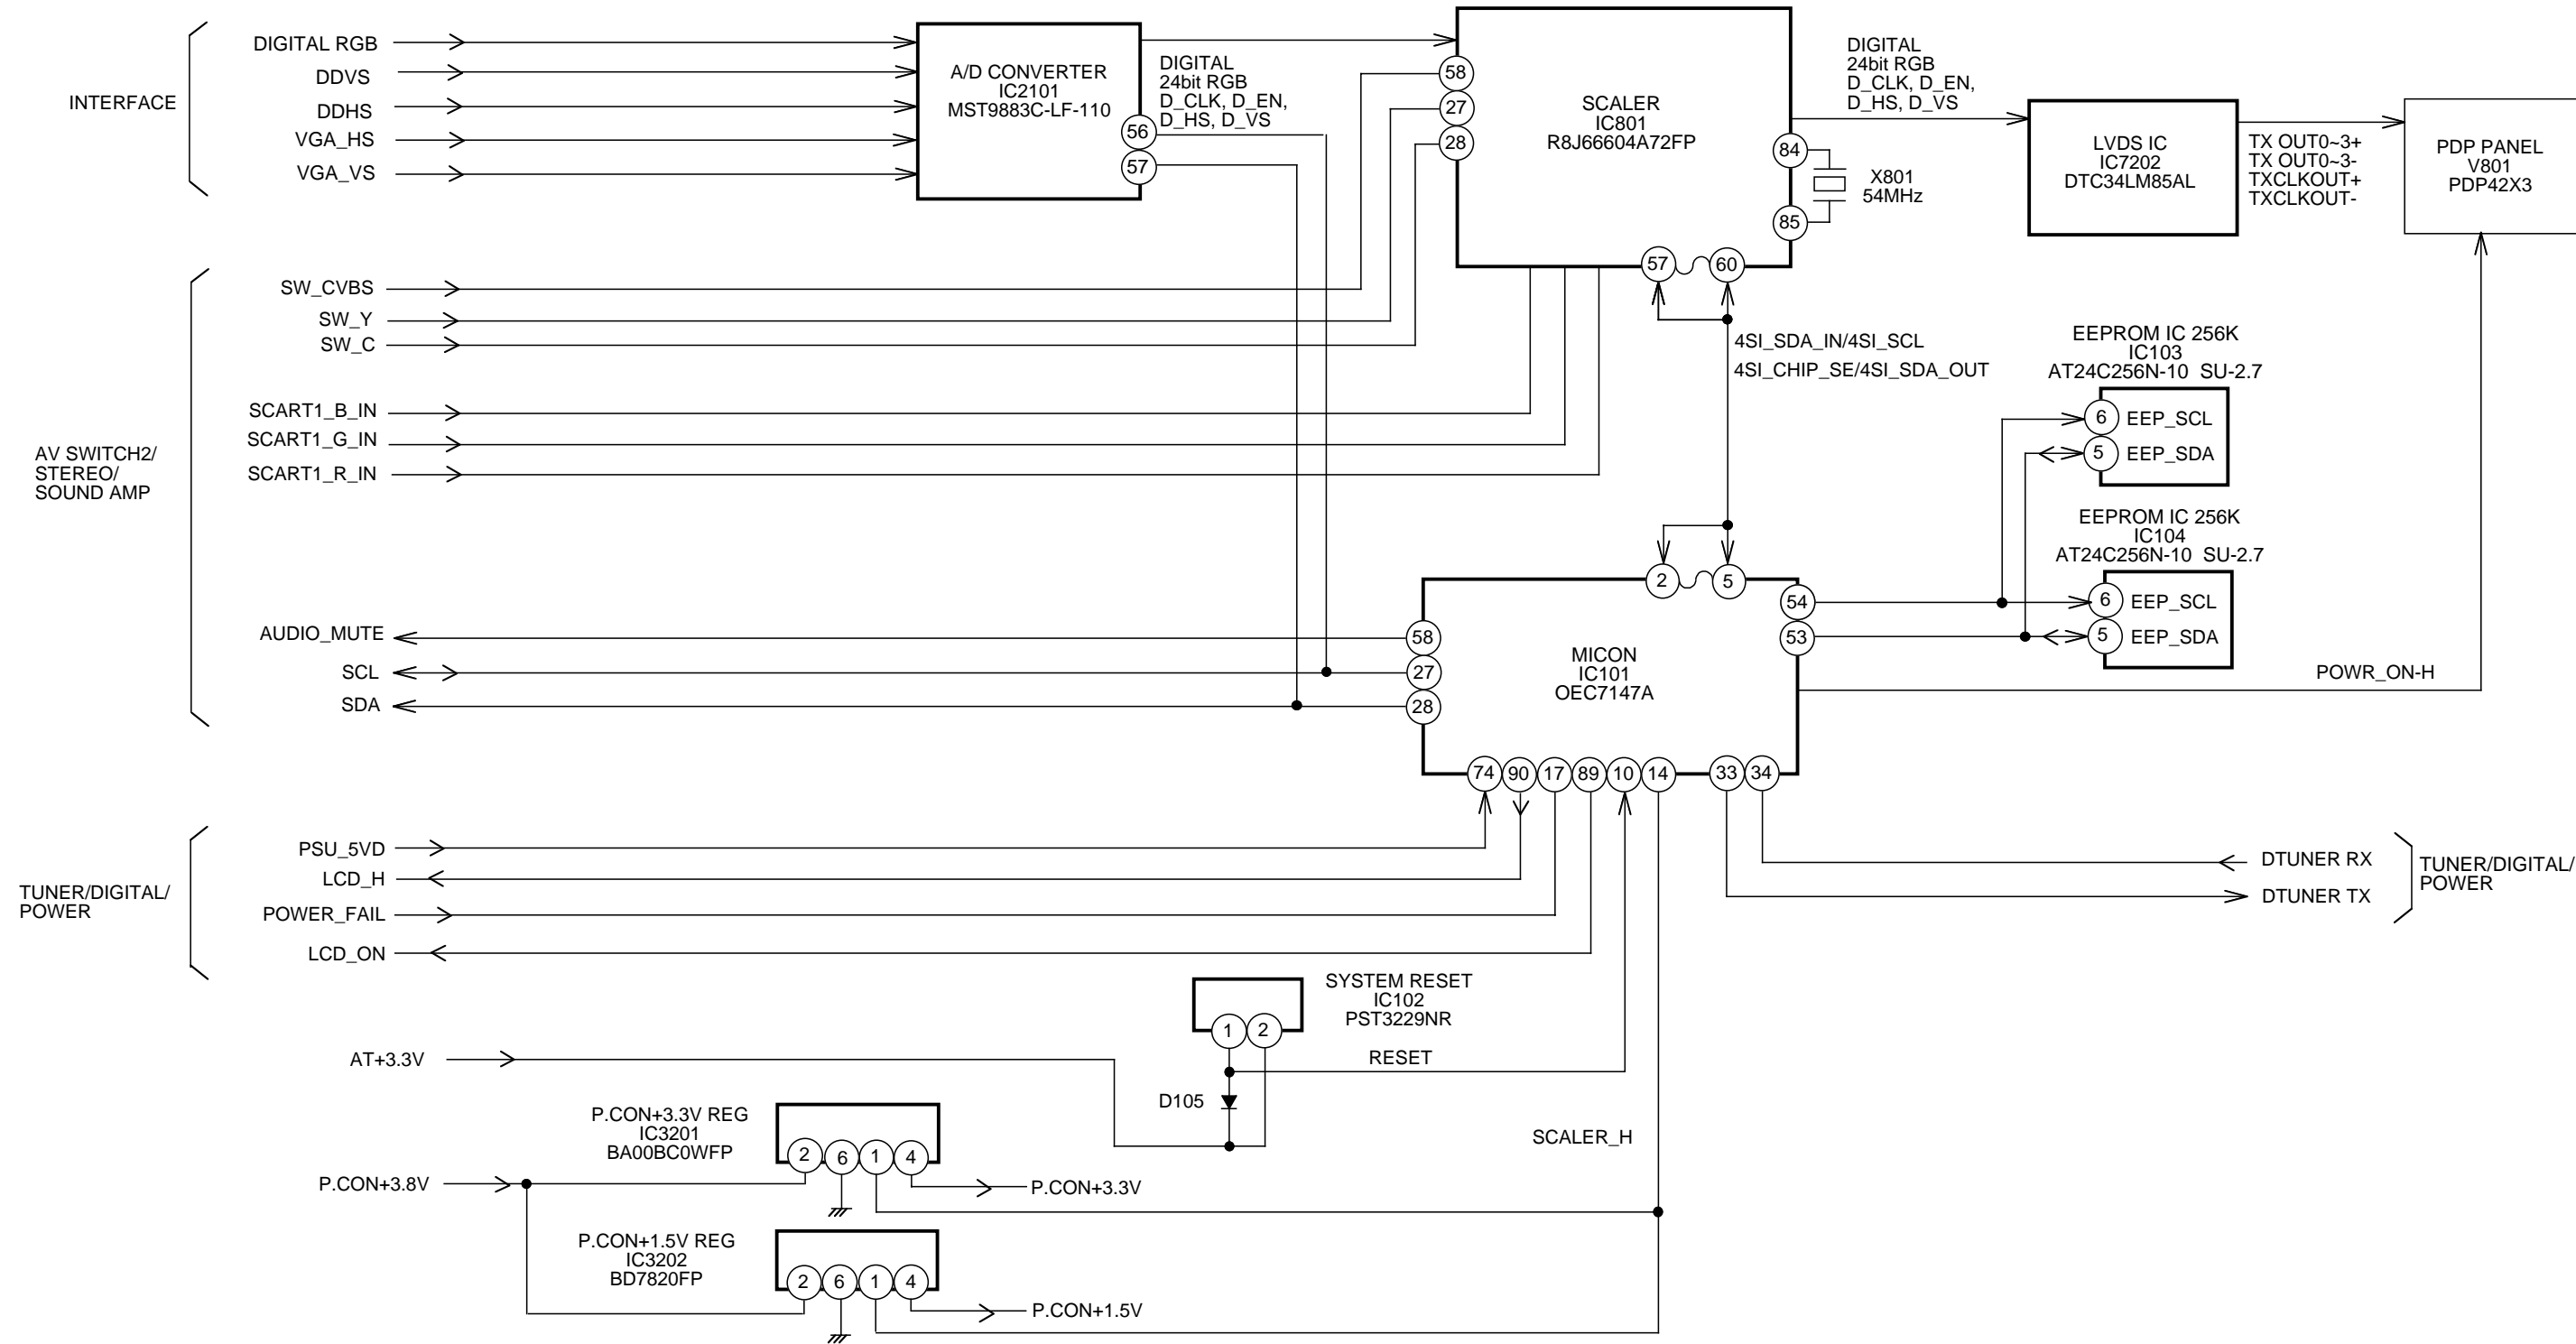 INTERFACE
DIGITAL RGB
DDVS
DDHS
VGA_HS
VGA_VS
A/D CONVERTER
IC2101
MST9883C-LF-110
56
57
DIGITAL
24bit RGB
D_CLK, D_EN,
D_HS, D_VS
58
27
28
SCALER
IC801
R8J66604A72FP
84
85
57
60
X801
54MHz
DIGITAL
24bit RGB
D_CLK, D_EN,
D_HS, D_VS
LVDS IC
IC7202
DTC34LM85AL
TX OUT0~3+
TX OUT0~3-
TXCLKOUT+
TXCLKOUT-
PDP PANEL
V801
PDP42X3
AV SWITCH2/
STEREO/
SOUND AMP
SW_CVBS
SW_Y
SW_C
SCART1_B_IN
SCART1_G_IN
SCART1_R_IN
AUDIO_MUTE
SCL
SDA
4SI_SDA_IN/4SI_SCL
4SI_CHIP_SE/4SI_SDA_OUT
EEPROM IC 256K
IC103
AT24C256N-10 SU-2.7
6 EEP_SCL
5 EEP_SDA
EEPROM IC 256K
IC104
AT24C256N-10 SU-2.7
6 EEP_SCL
5 EEP_SDA
2
5
54
53
58
27
28
MICON
IC101
OEC7147A
POWR_ON-H
74 90 17 89 10 14 33 34
TUNER/DIGITAL/
POWER
PSU_5VD
LCD_H
POWER_FAIL
LCD_ON
DTUNER RX
DTUNER TX
TUNER/DIGITAL/
POWER
SYSTEM RESET
IC102
PST3229NR
1 2
RESET
AT+3.3V
D105
SCALER_H
P.CON+3.3V REG
IC3201
BA00BC0WFP
2 6 1 4
P.CON+3.8V
P.CON+3.3V
P.CON+1.5V REG
IC3202
BD7820FP
2 6 1 4
P.CON+1.5V